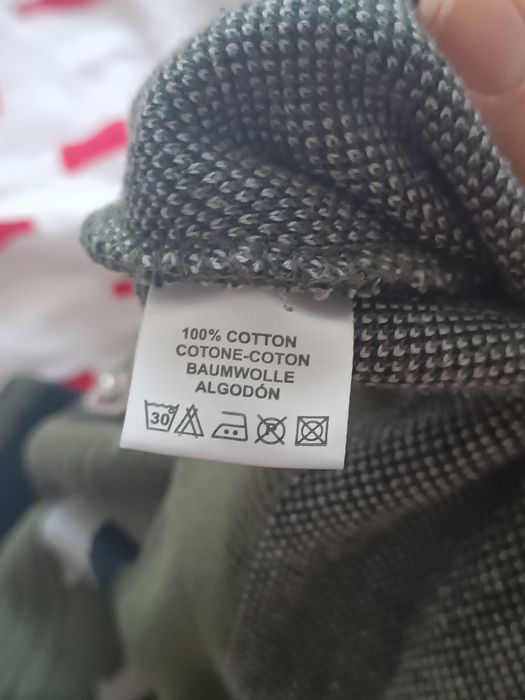 100% COTTON
COTONE-COTON
BAUMWOLLE
ALGODÓN
30° P